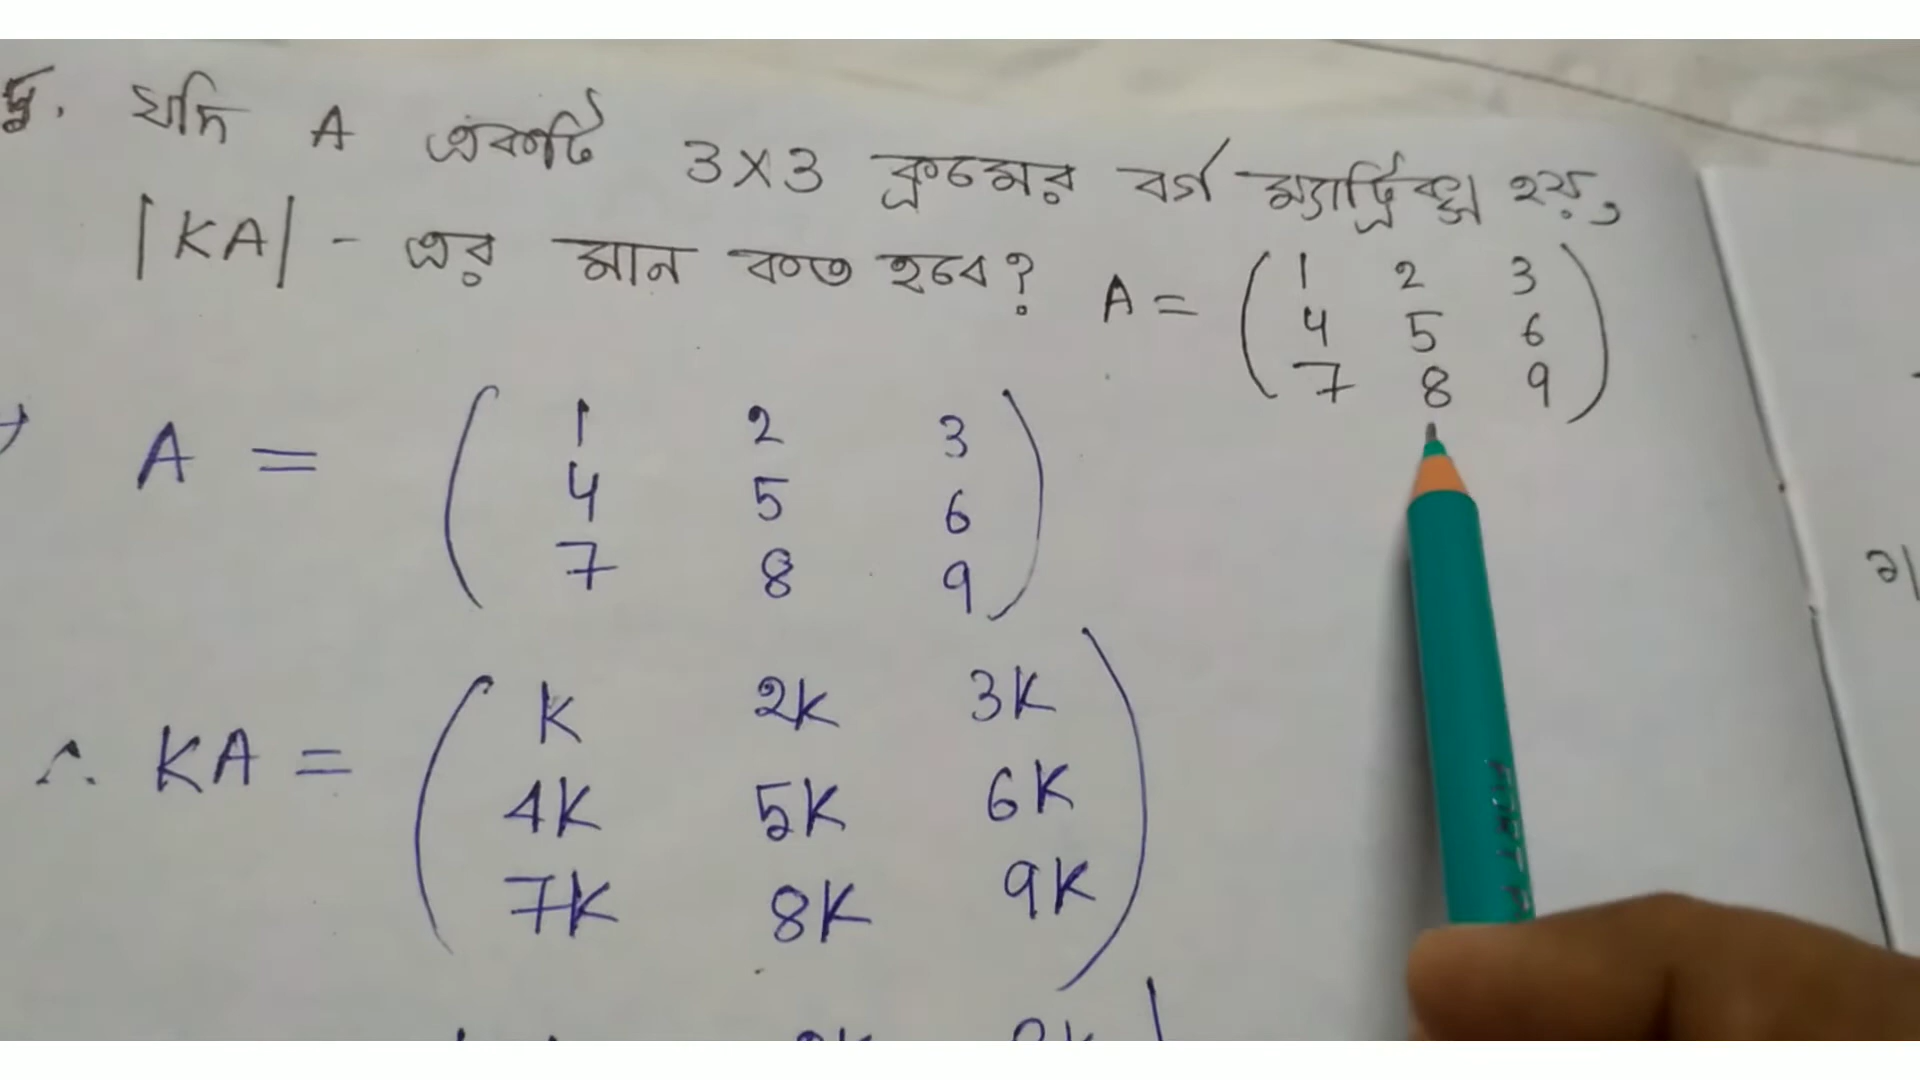 যদি A একটি 3×3 ক্রমের বর্গ ম্যাট্রিক্স হয়,
|KA| - এর মান কত হবে? A = (1 2 3
4 5 6
7 8 9)
A = (1 2 3
4 5 6
7 8 9)
∴ KA = (K 2K 3K
4K 5K 6K
7K 8K 9K)